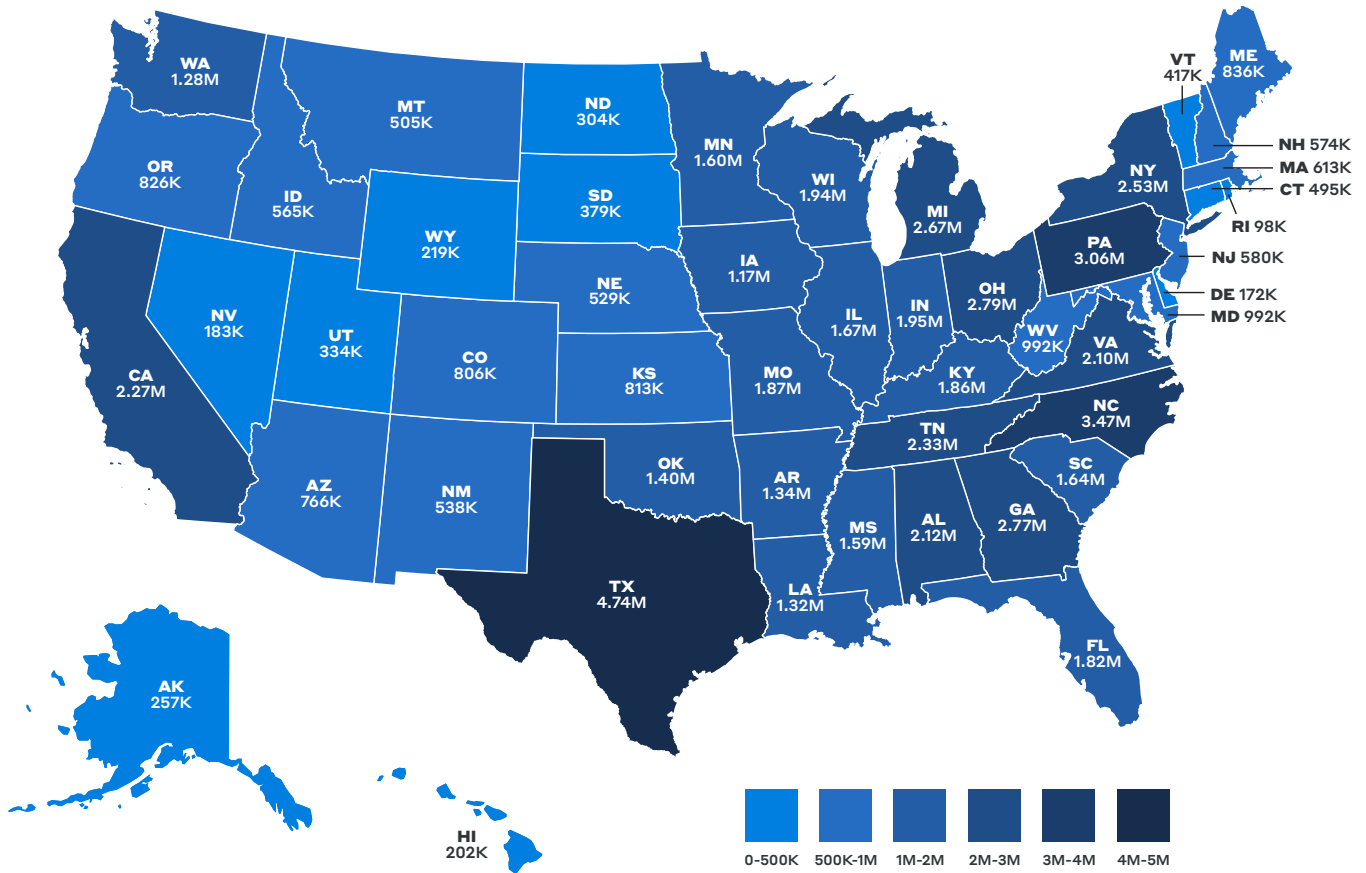 WA
1.28M
OR
826K
ID
565K
MT
505K
ND
304K
MN
1.60M
VT
417K
ME
836K
NH 574K
MA 613K
CT 495K
RI 98K
NY
2.53M
WI
1.94M
MI
2.67M
SD
379K
WY
219K
NV
183K
UT
334K
CA
2.27M
CO
806K
NE
529K
IA
1.17M
IL
1.67M
IN
1.95M
OH
2.79M
PA
3.06M
NJ 580K
DE 172K
MD 992K
WV
992K
VA
2.10M
KY
1.86M
MO
1.87M
KS
813K
NC
3.47M
TN
2.33M
SC
1.64M
GA
2.77M
AL
2.12M
MS
1.59M
AR
1.34M
OK
1.40M
NM
538K
AZ
766K
TX
4.74M
LA
1.32M
FL
1.82M
AK
257K
HI
202K
0-500K
500K-1M
1M-2M
2M-3M
3M-4M
4M-5M